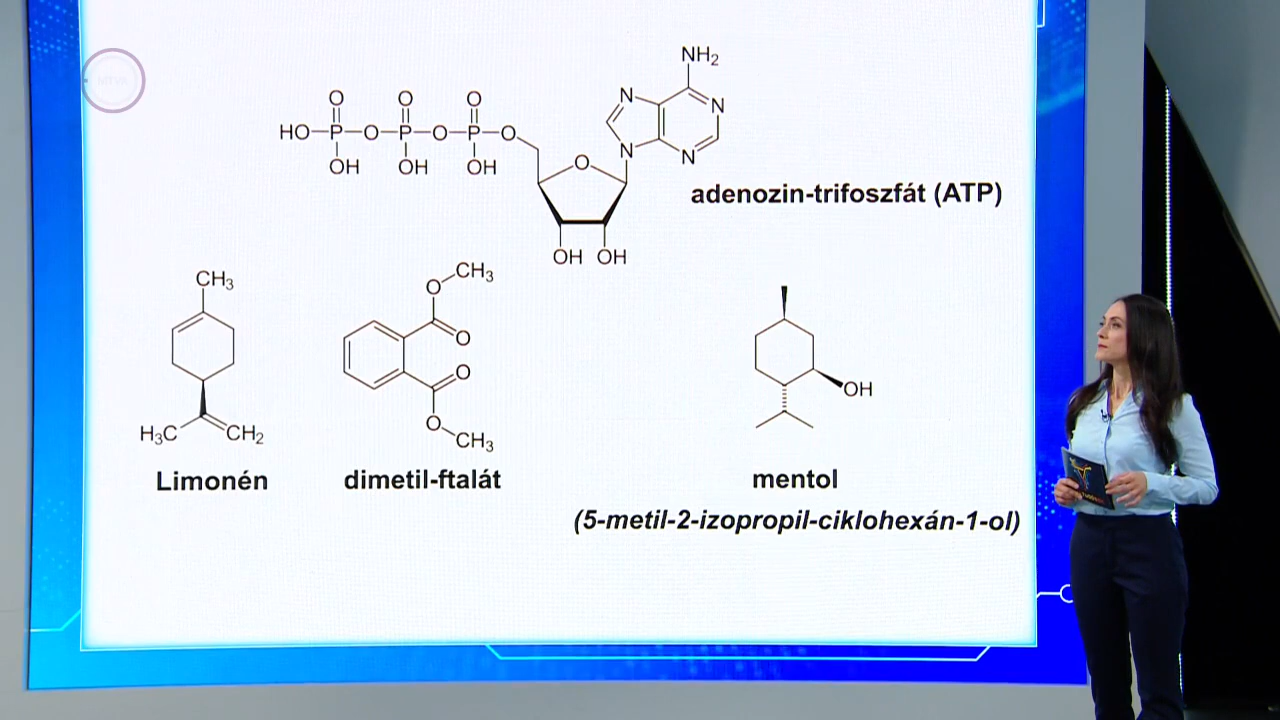 NH₂
O O O N N
HO P O P O P O N N
OH OH OH O
adenozin-trifoszfát (ATP)
OH OH
CH₃ O CH₃
O
O
OH
O
H₃C CH₂ CH₃
Limonén dimetil-ftalát mentol
(5-metil-2-izopropil-ciklohexán-1-ol)